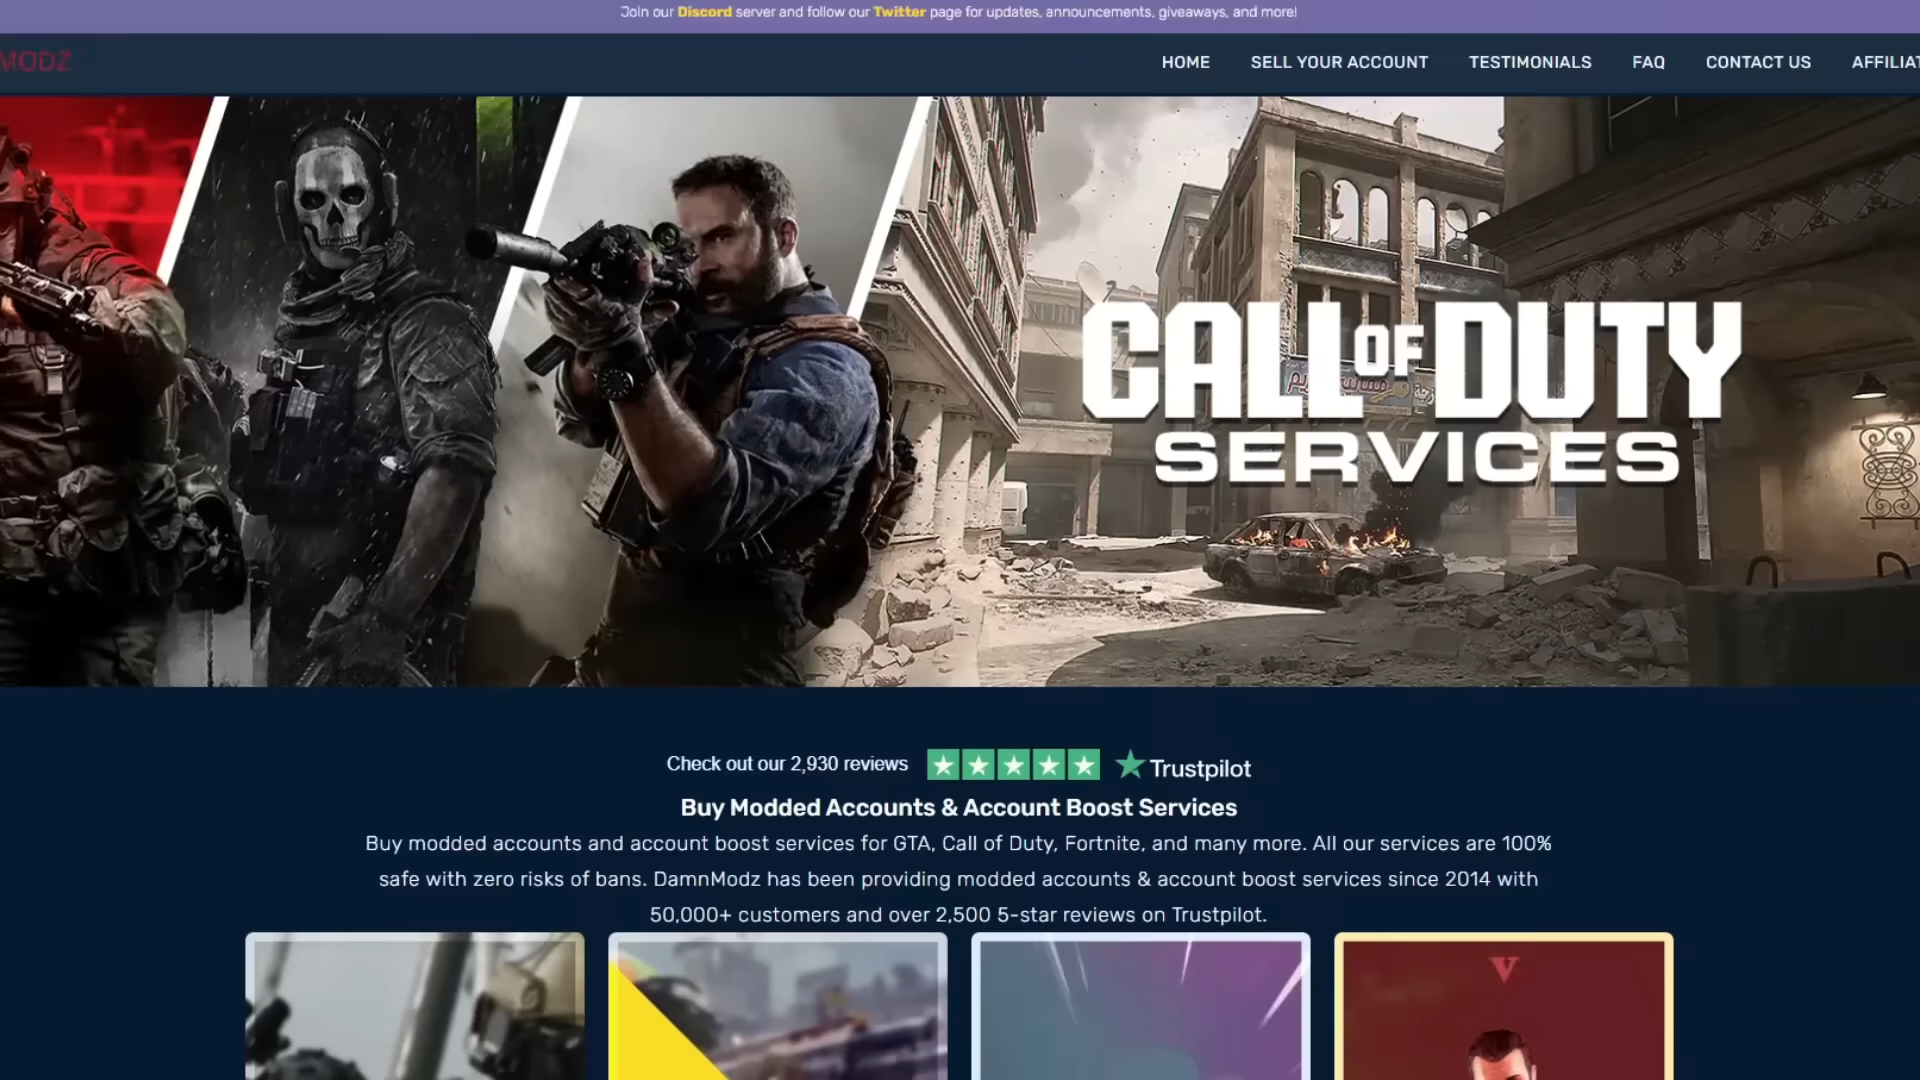 Join our Discord server and follow our Twitter page for updates, announcements, giveaways, and more!
MODZ
HOME SELL YOUR ACCOUNT TESTIMONIALS FAQ CONTACT US AFFILIAT
CALL OF DUTY
SERVICES
Check out our 2,930 reviews Trustpilot
Buy Modded Accounts & Account Boost Services
Buy modded accounts and account boost services for GTA, Call of Duty, Fortnite, and many more. All our services are 100%
safe with zero risks of bans. DamnModz has been providing modded accounts & account boost services since 2014 with
50,000+ customers and over 2,500 5-star reviews on Trustpilot.
V